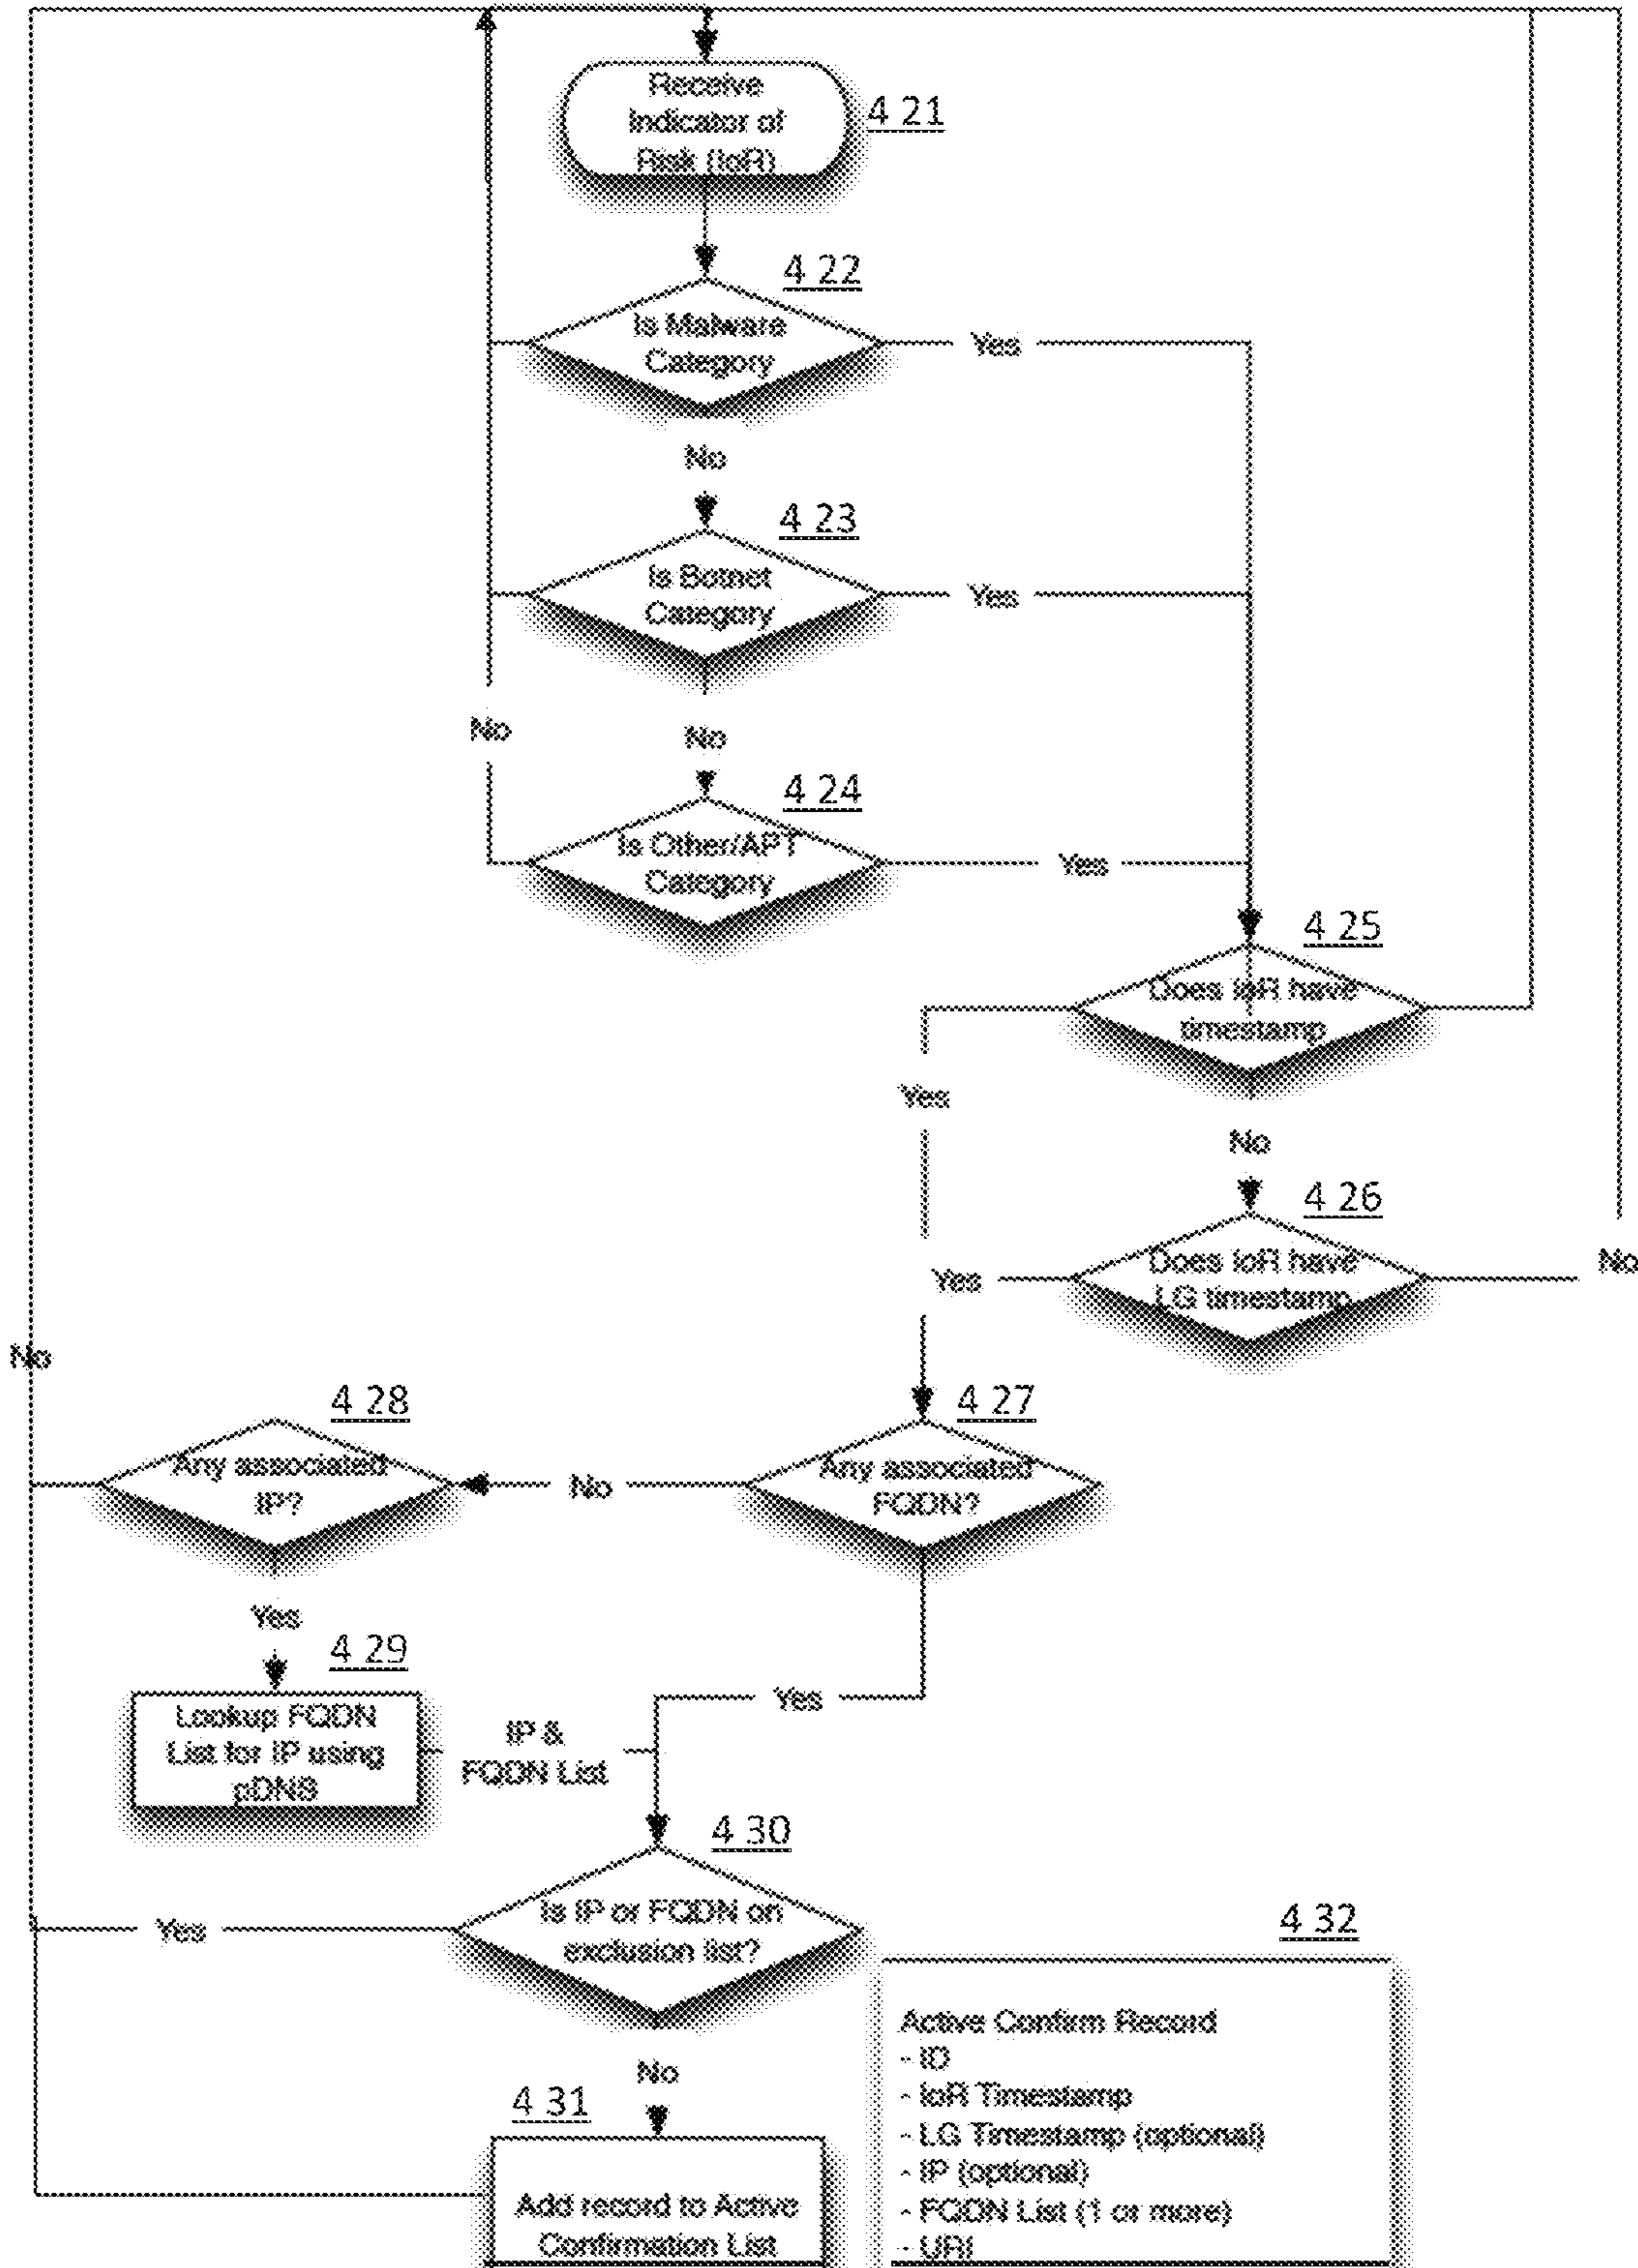 Receive
Indicator of
Risk (IoR)
4 21
4 22
Is Malware
Category
Yes
No
4 23
Is Botnet
Category
Yes
No
No
4 24
Is Other/APT
Category
Yes
4 25
Does IoR have
timestamp
Yes
No
4 26
Does IoR have
LG timestamp
Yes
No
No
4 28
Any associated
IP?
No
4 27
Any associated
FQDN?
Yes
4 29
Lookup FQDN
List for IP using
pDNS
IP &
FQDN List
Yes
4 30
Is IP or FQDN on
exclusion list?
Yes
No
4 31
Add record to Active
Confirmation List
4 32
Active Confirm Record
- ID
- IoR Timestamp
- LG Timestamp (optional)
- IP (optional)
- FQDN List (1 or more)
- URI